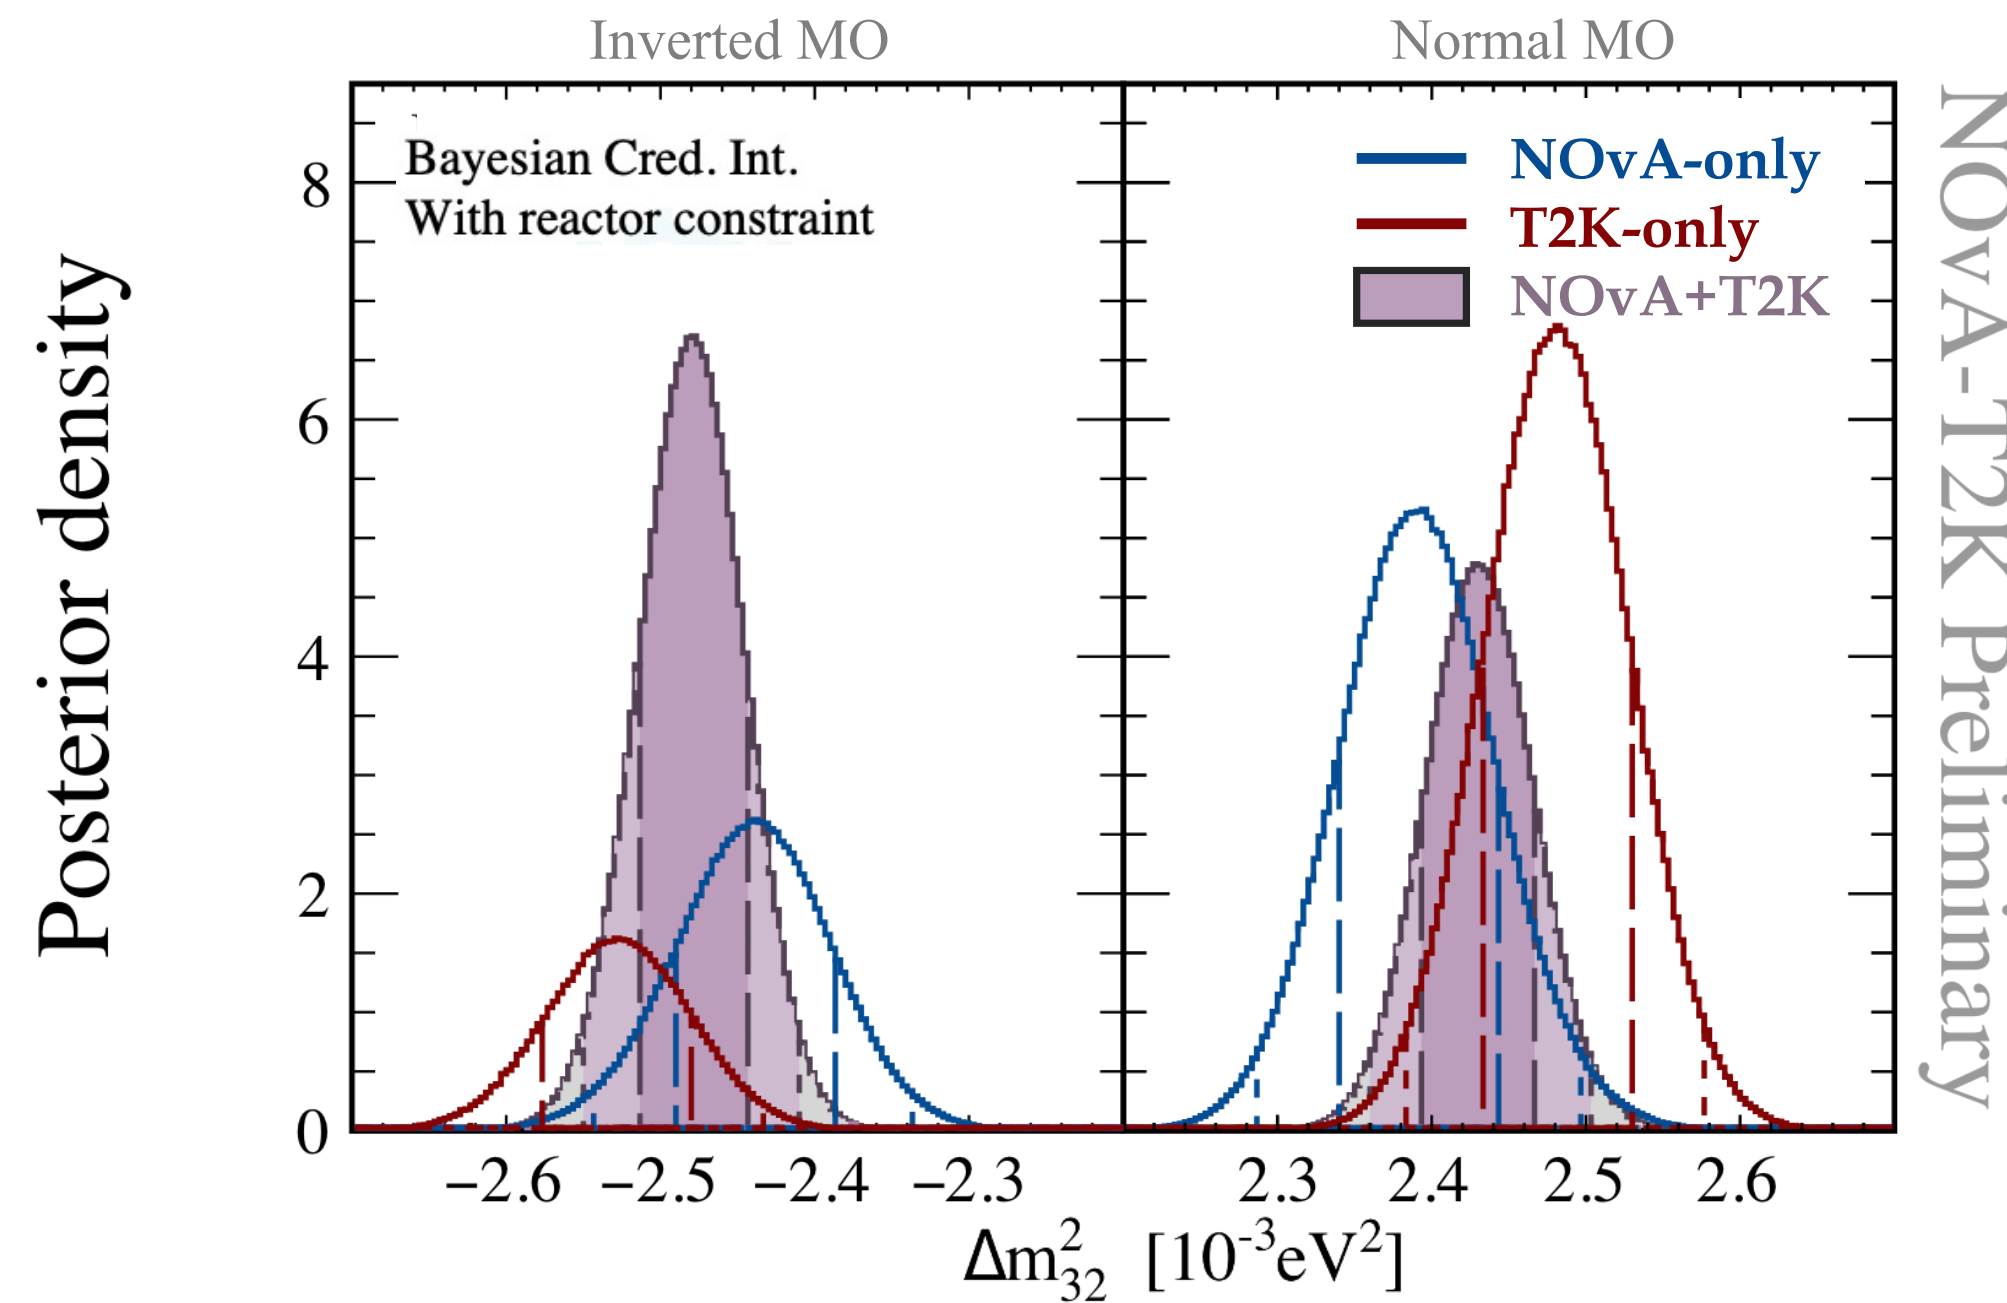 Inverted MO
Normal MO
Bayesian Cred. Int.
With reactor constraint
NOvA-only
T2K-only
NOvA+T2K
Posterior density
8
6
4
2
0
−2.6 −2.5 −2.4 −2.3
2.3 2.4 2.5 2.6
Δm²₃₂ [10⁻³eV²]
NOvA-T2K Preliminary